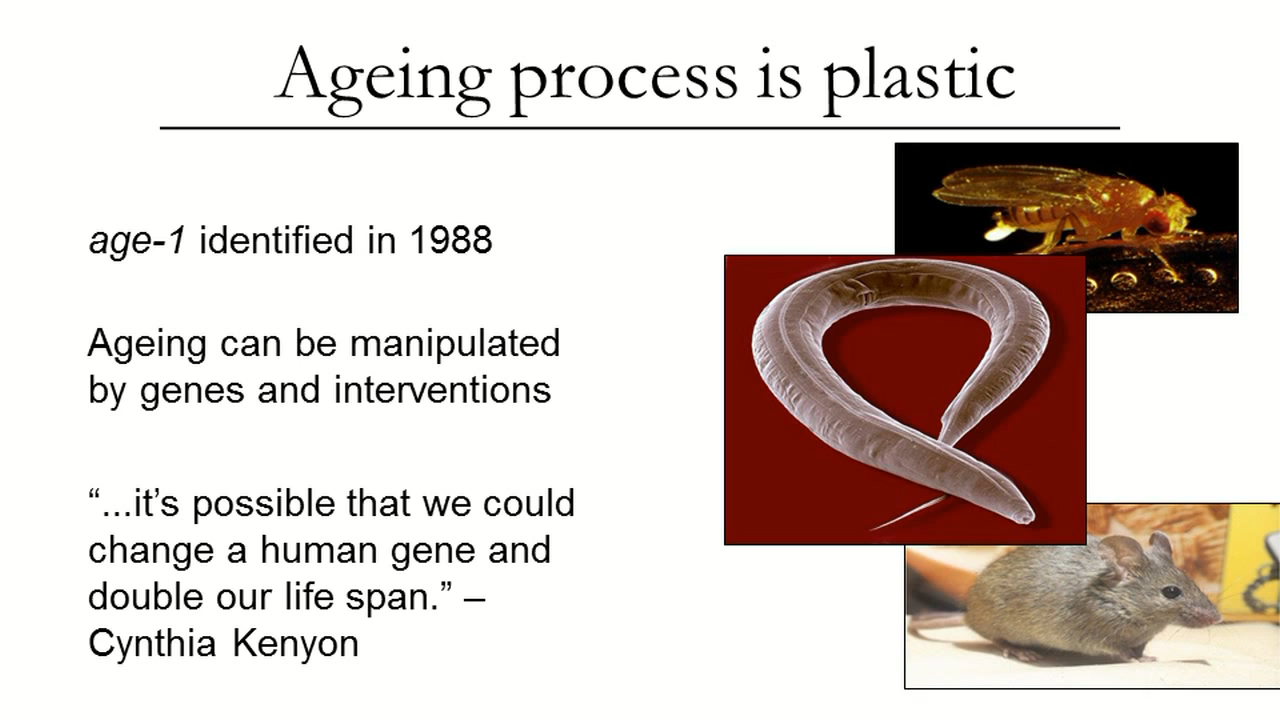 Ageing process is plastic
age-1 identified in 1988
Ageing can be manipulated
by genes and interventions
“...it’s possible that we could
change a human gene and
double our life span.” –
Cynthia Kenyon